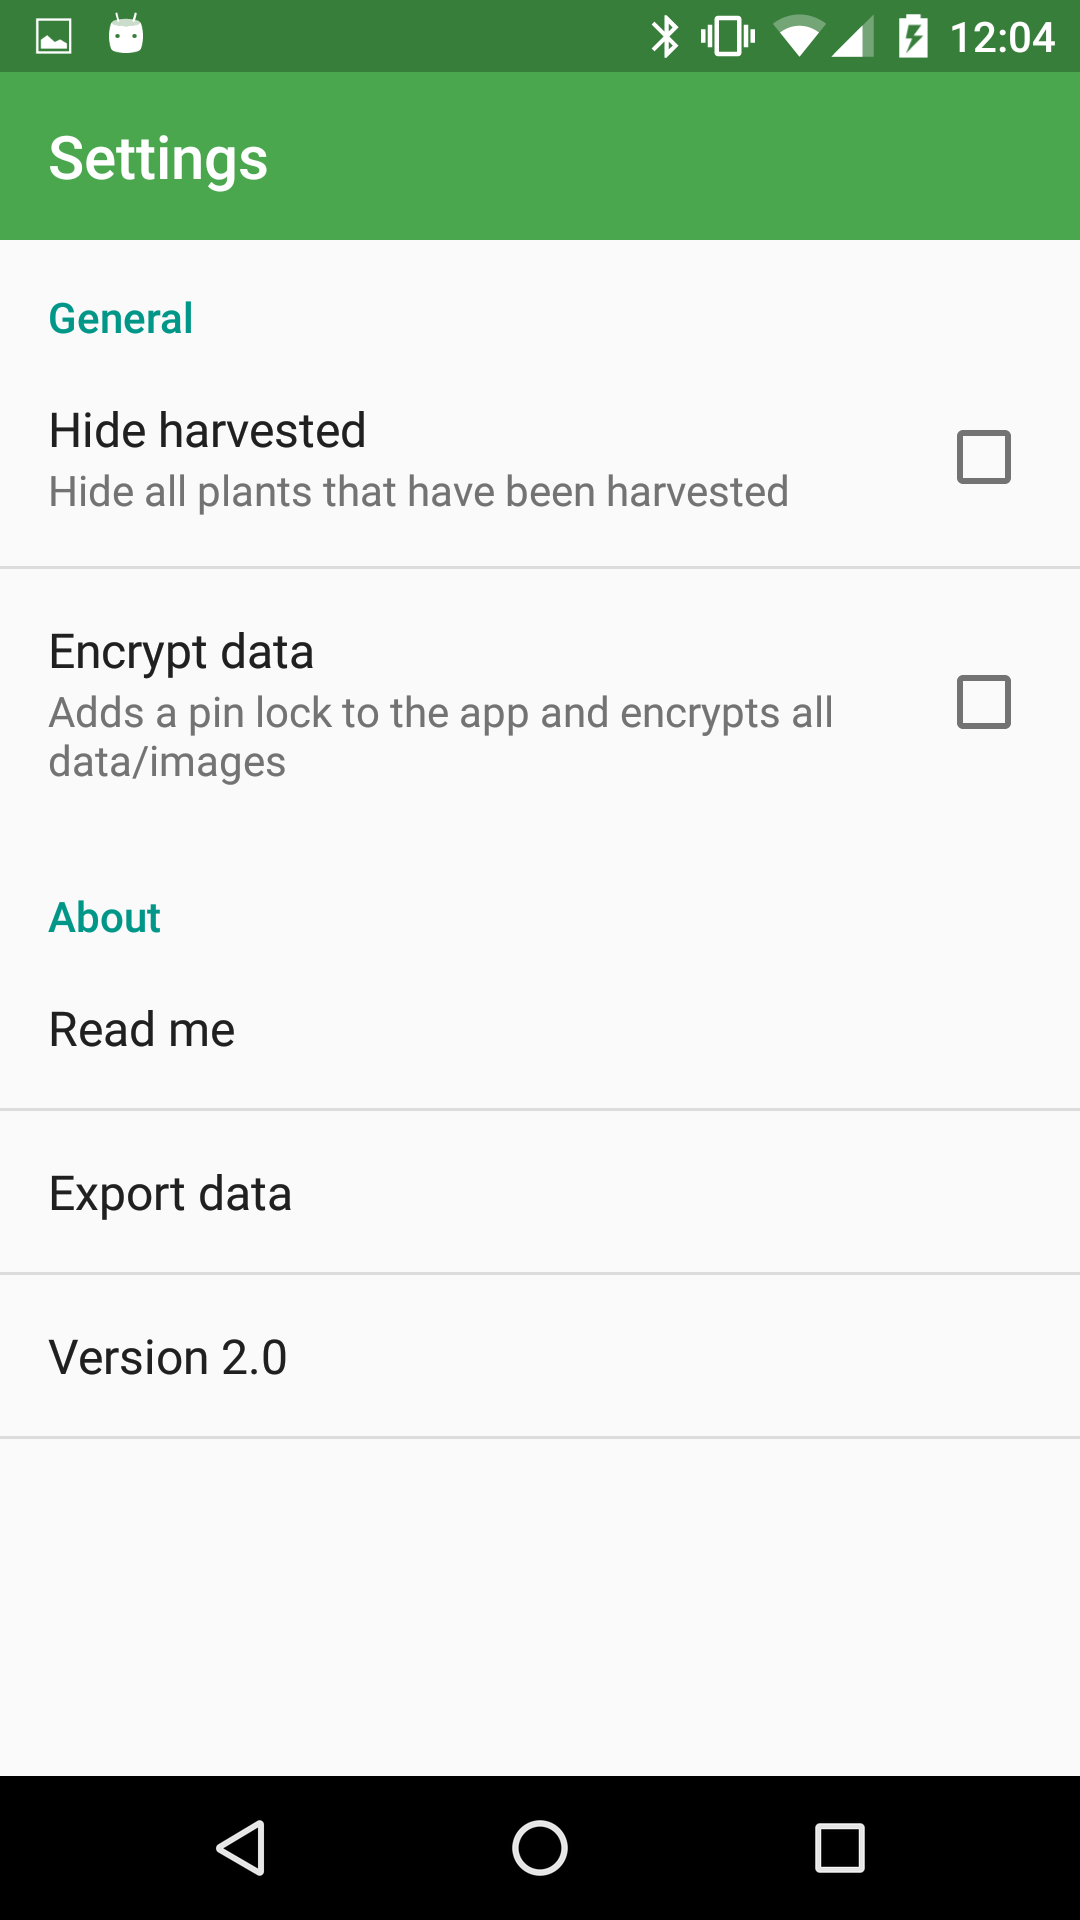 12:04
Settings
General
Hide harvested
Hide all plants that have been harvested
Encrypt data
Adds a pin lock to the app and encrypts all
data/images
About
Read me
Export data
Version 2.0